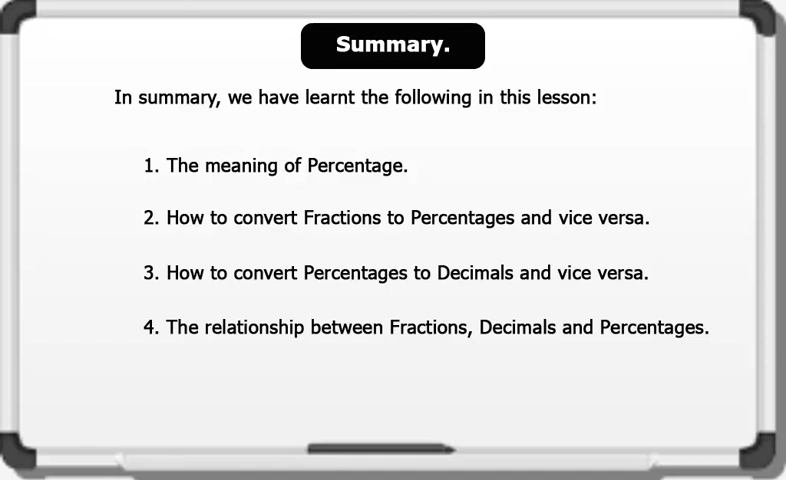 Summary.
In summary, we have learnt the following in this lesson:
1. The meaning of Percentage.
2. How to convert Fractions to Percentages and vice versa.
3. How to convert Percentages to Decimals and vice versa.
4. The relationship between Fractions, Decimals and Percentages.